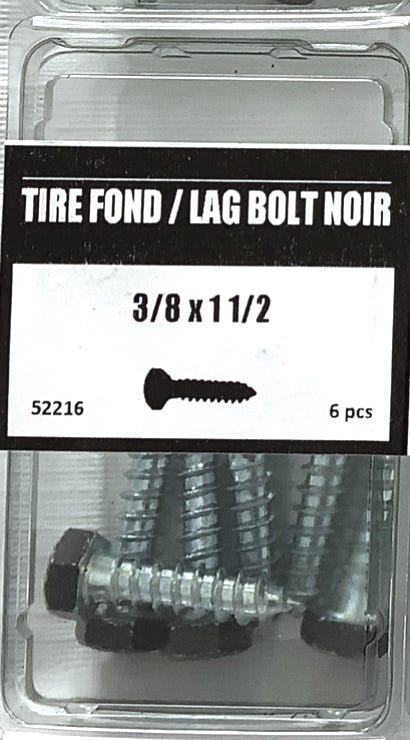 TIRE FOND / LAG BOLT NOIR
3/8 x 1 1/2
52216 6 pcs